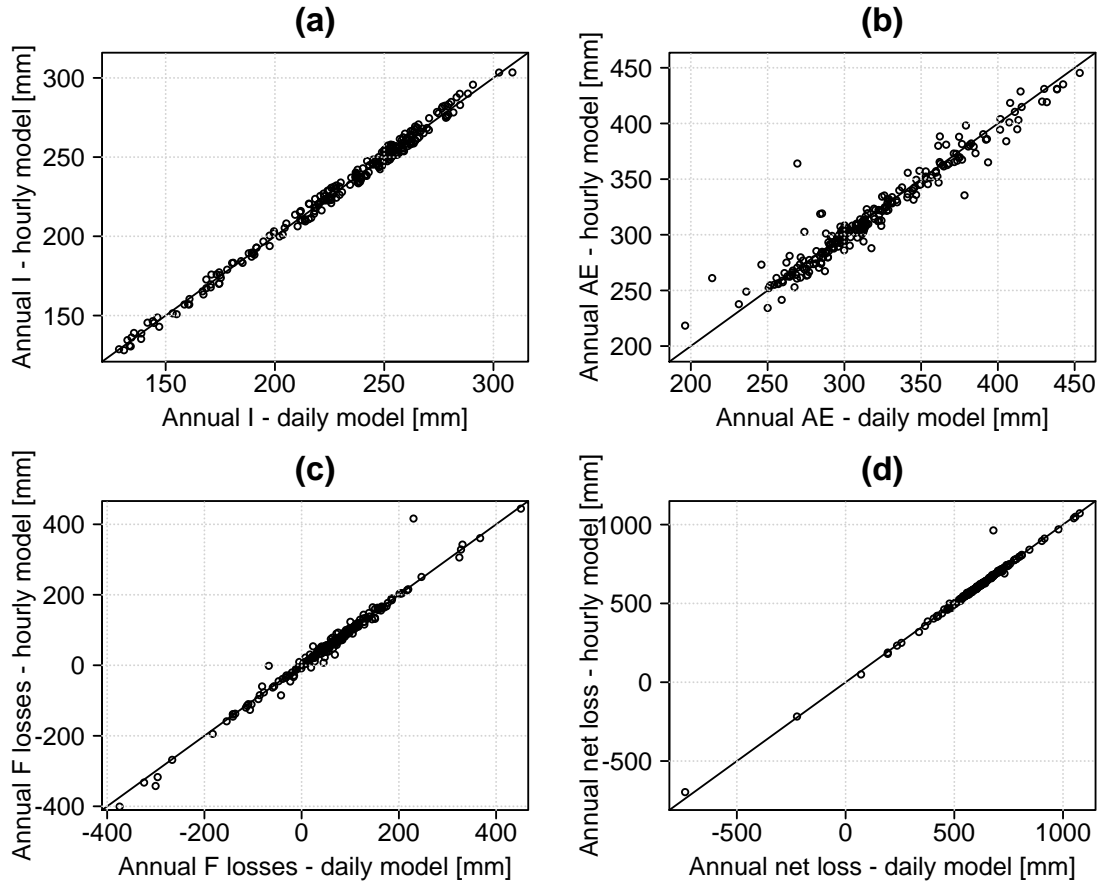 (a)
Annual I - hourly model [mm]
300
250
200
150
150 200 250 300
Annual I - daily model [mm]
(b)
Annual AE - hourly model [mm]
450
400
350
300
250
200
200 250 300 350 400 450
Annual AE - daily model [mm]
(c)
Annual F losses - hourly model [mm]
400
200
0
-200
-400
-400 -200 0 200 400
Annual F losses - daily model [mm]
(d)
Annual net loss - hourly model [mm]
1000
500
0
-500
-500 0 500 1000
Annual net loss - daily model [mm]